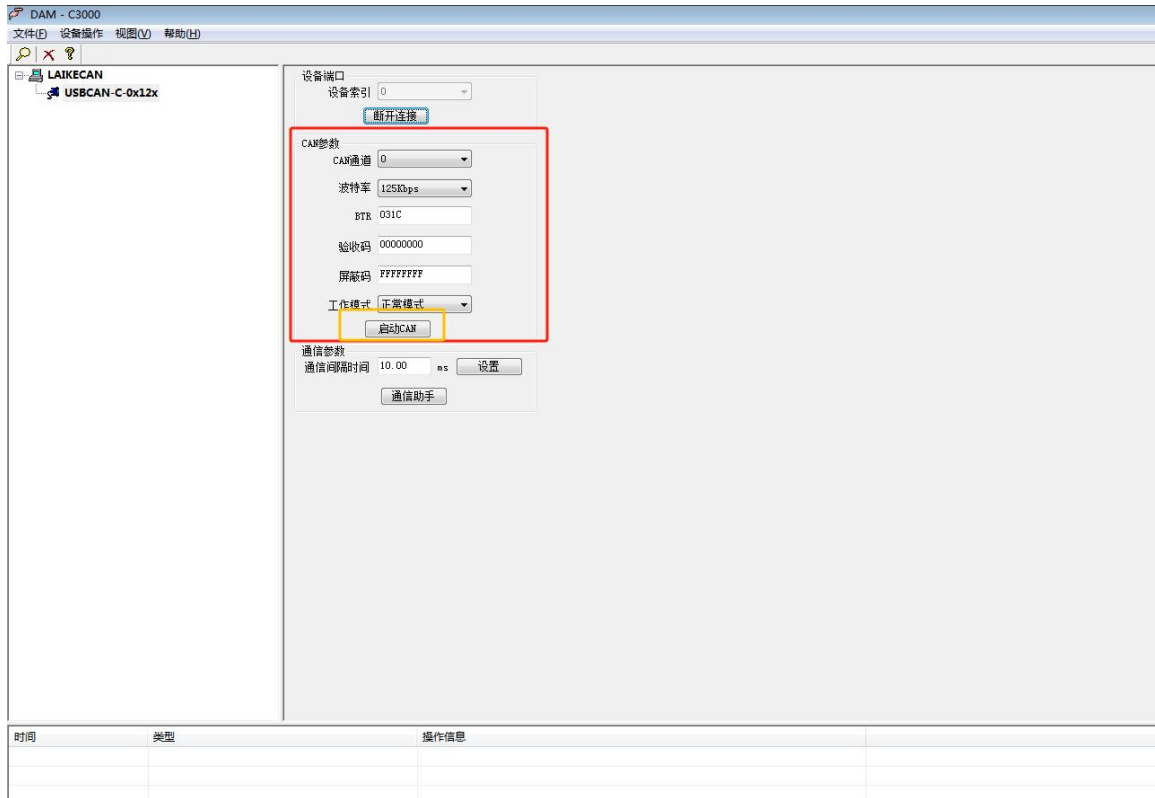 DAM - C3000
文件(F) 设备操作 视图(V) 帮助(H)
LAIKECAN
USBCAN-C-0x12x
设备端口
设备索引 0
断开连接
CAN参数
CAN通道 0
波特率 125Kbps
BTR 031C
验收码 00000000
屏蔽码 FFFFFFFF
工作模式 正常模式
启动CAN
通信参数
通信间隔时间 10.00 ms 设置
通信助手
时间 类型 操作信息